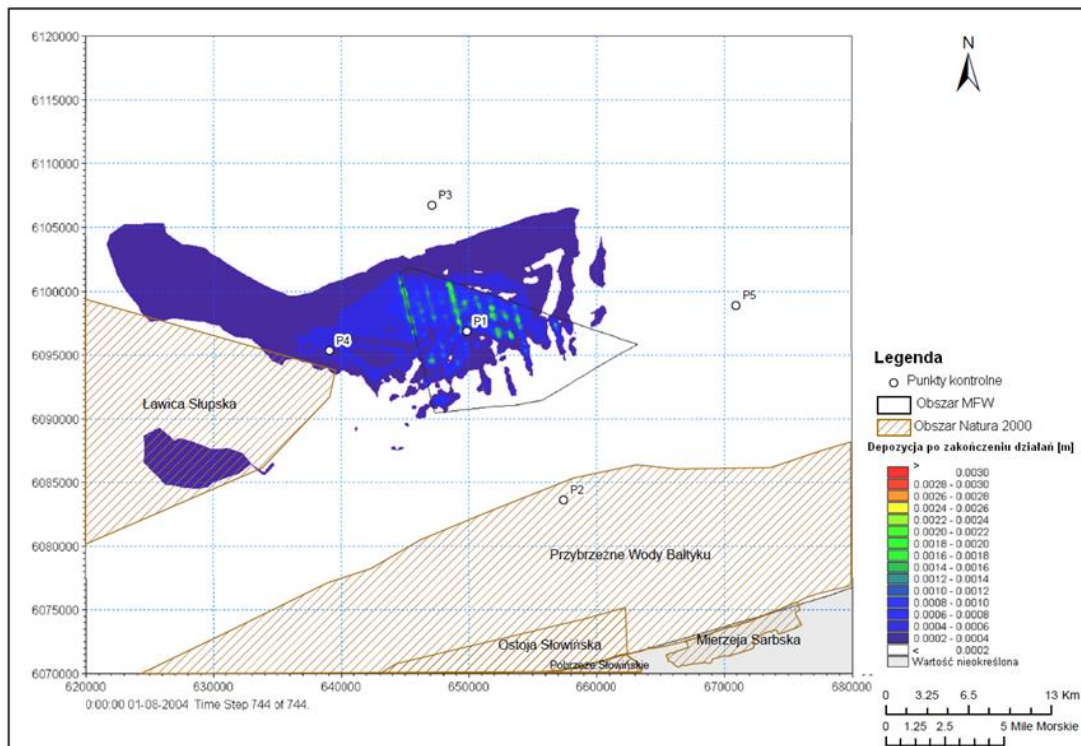 6120000
N
6115000
6110000
P3
6105000
6100000
P5
P1
6095000
P4
Ławica Słupska
6090000
6085000
P2
6080000
Przybrzeżne Wody Bałtyku
6075000
Ostoja Słowińska
Mierzeja Sarbska
Pobrzeże Słowińskie
6070000
620000 630000 640000 650000 660000 670000 680000
0:00:00 01-08-2004 Time Step 744 of 744.
Legenda
Punkty kontrolne
Obszar MFW
Obszar Natura 2000
Depozycja po zakończeniu działań [m]
> 0.0030
0.0028 - 0.0030
0.0026 - 0.0028
0.0024 - 0.0026
0.0022 - 0.0024
0.0020 - 0.0022
0.0018 - 0.0020
0.0016 - 0.0018
0.0014 - 0.0016
0.0012 - 0.0014
0.0010 - 0.0012
0.0008 - 0.0010
0.0006 - 0.0008
0.0004 - 0.0006
0.0002 - 0.0004
< 0.0002
Wartość nieokreślona
0 3.25 6.5 13 Km
0 1.25 2.5 5 Mile Morskie